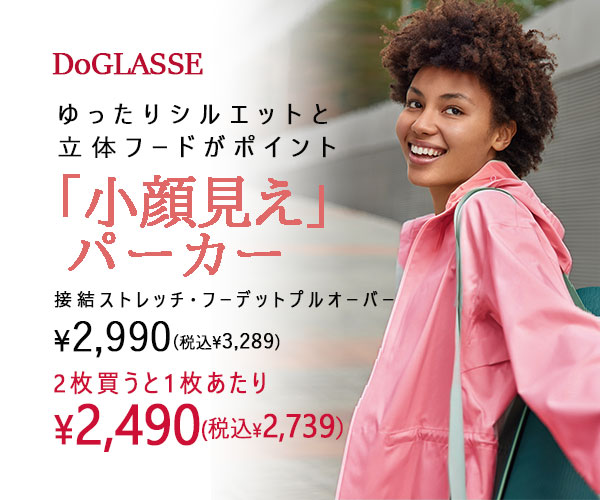 DoGLASSE
ゆったりシルエットと
立体フードがポイント
「小顔見え」
パーカー
接結ストレッチ・フーデットプルオーバー
¥2,990(税込¥3,289)
2枚買うと1枚あたり
¥2,490(税込¥2,739)